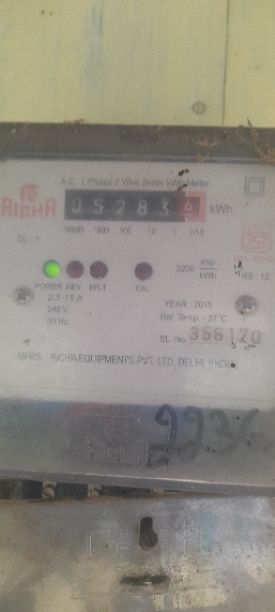 A.C. 1 Phase 2 Wire Static kWh Meter
RICHA
05283 kWh
10000 1000 100 10 1 1/10
CL - 1
3200 imp/kWh
POWER REV. EFLT CAL
2.5-10 A
240 V
50 Hz.
YEAR : 2015
Ref. Temp. -27°C
SL. No. 356170
MFRS. : RICHA EQUIPMENTS PVT. LTD. DELHI, (INDIA)
RICHA